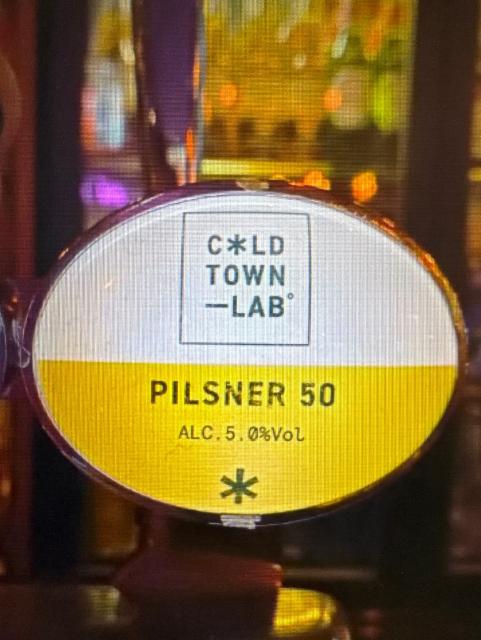 C*LD
TOWN
—LAB°
PILSNER 50
ALC.5.0%Vol
*